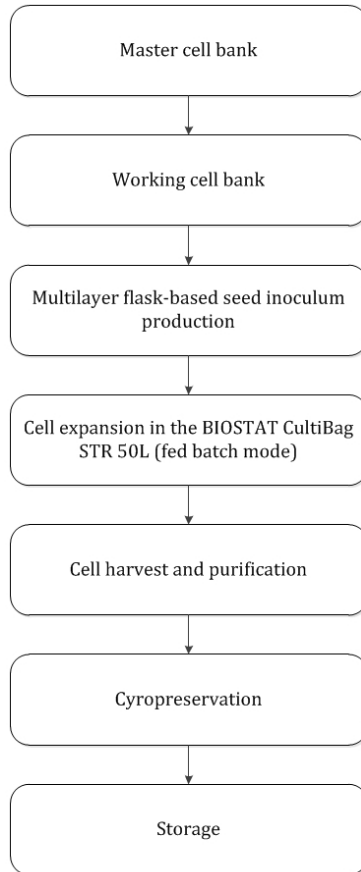 Master cell bank
Working cell bank
Multilayer flask-based seed inoculum
production
Cell expansion in the BIOSTAT CultiBag
STR 50L (fed batch mode)
Cell harvest and purification
Cyropreservation
Storage